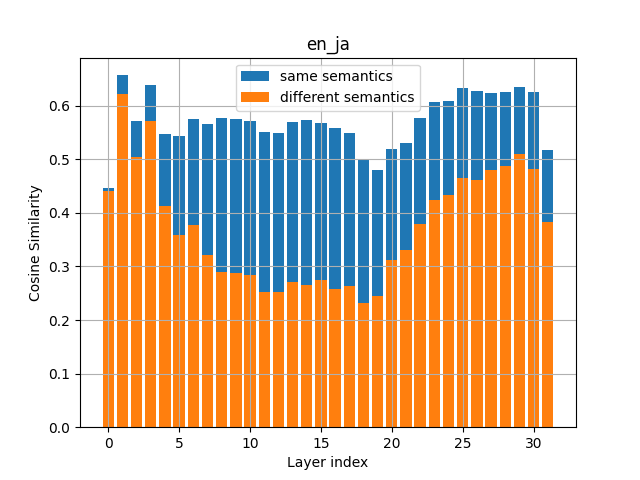 en_ja
same semantics
different semantics
Cosine Similarity
0.6
0.5
0.4
0.3
0.2
0.1
0.0
0 5 10 15 20 25 30
Layer index